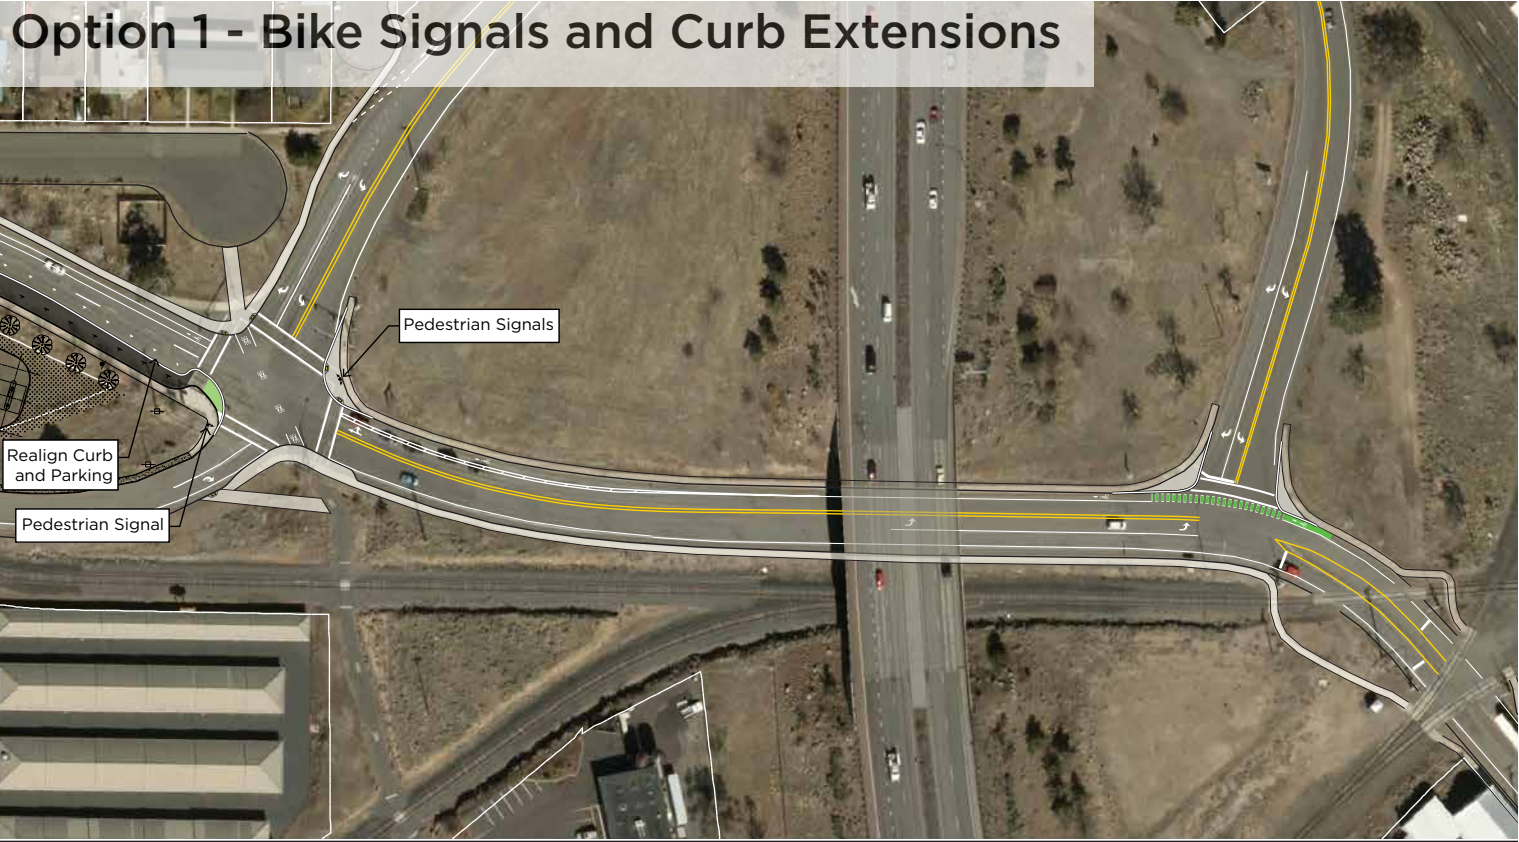 Option 1 - Bike Signals and Curb Extensions
Pedestrian Signals
Realign Curb
and Parking
Pedestrian Signal